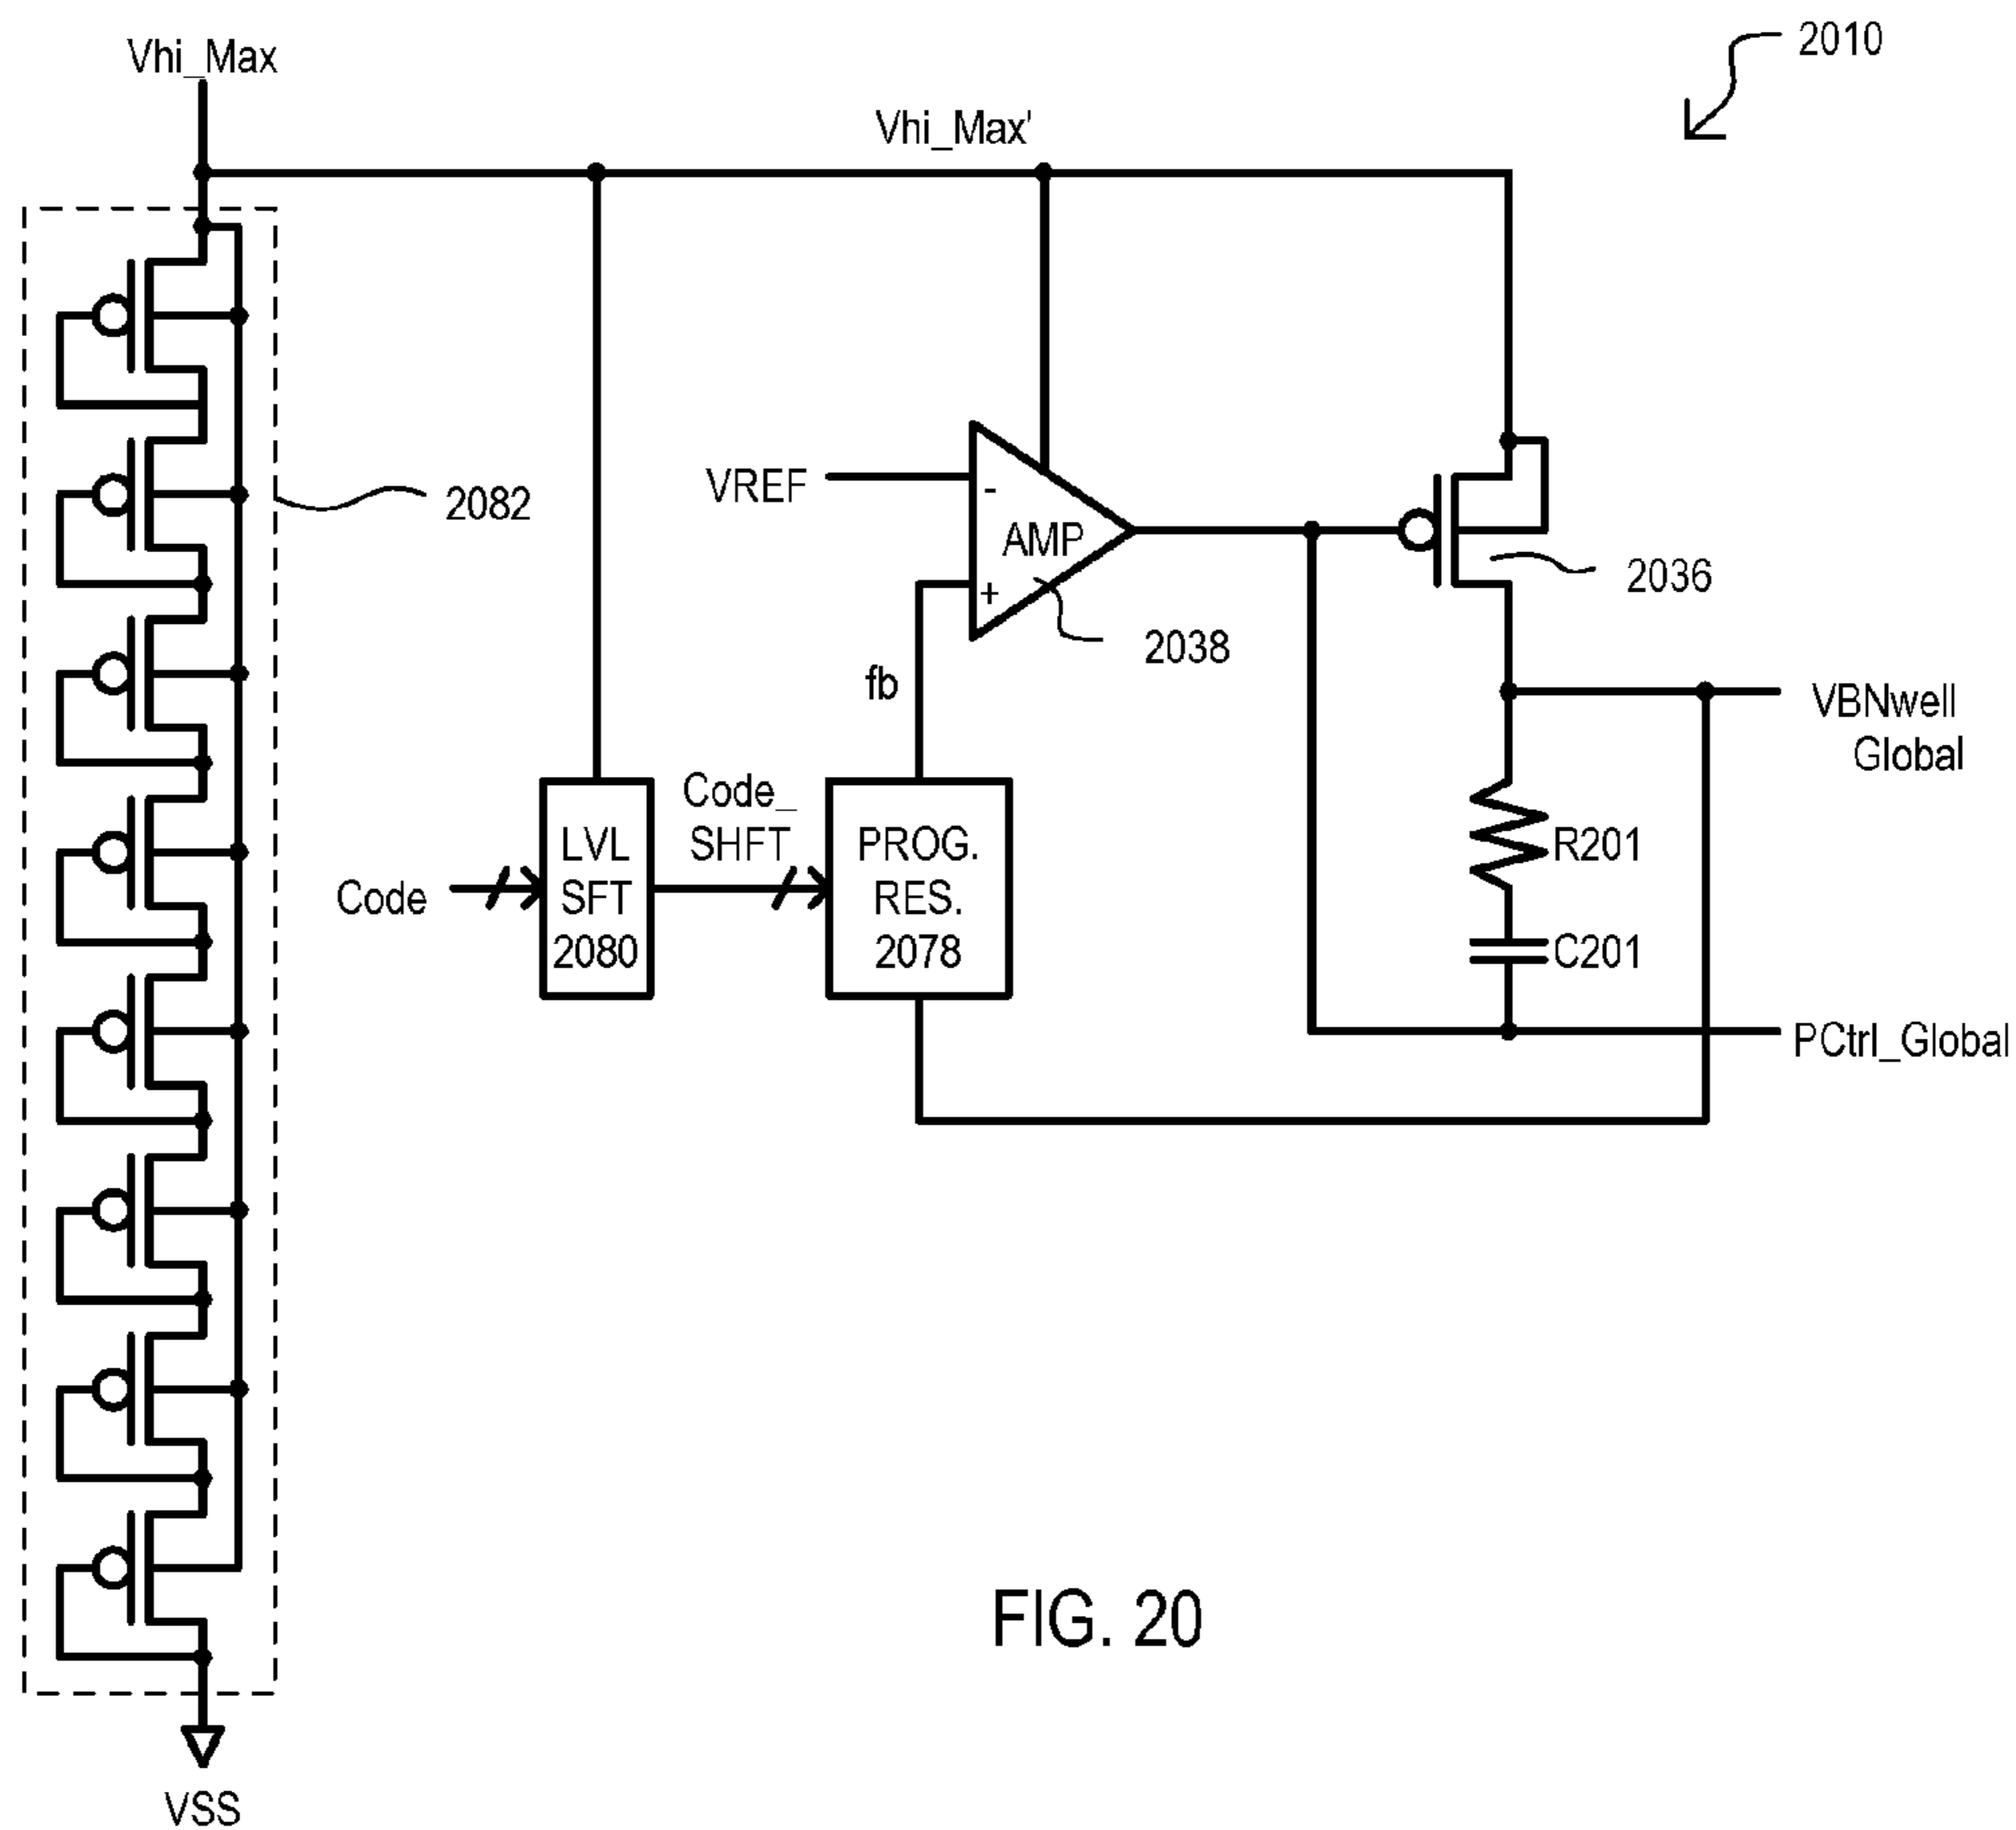 2010
Vhi_Max
Vhi_Max'
VREF
-
AMP
+
2082
2036
2038
fb
VBNwell
Global
Code_
SHFT
LVL
SFT
2080
PROG.
RES.
2078
R201
Code
C201
PCtrl_Global
FIG. 20
VSS